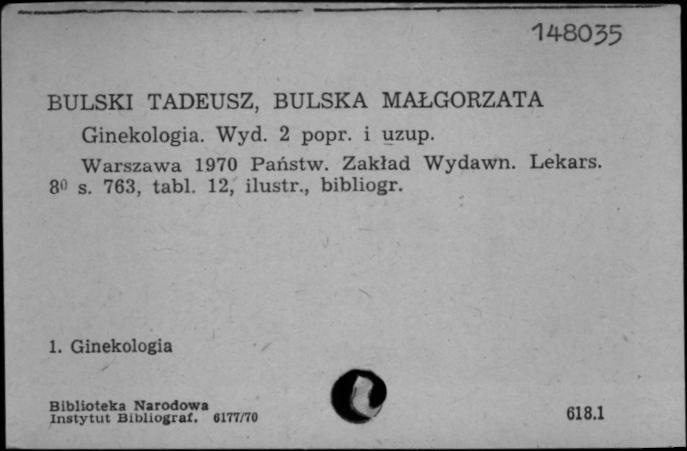 148035
BULSKI TADEUSZ, BULSKA MAŁGORZATA
Ginekologia. Wyd. 2 popr. i uzup.
Warszawa 1970 Państw. Zakład Wydawn. Lekars.
8⁰ s. 763, tabl. 12, ilustr., bibliogr.
1. Ginekologia
Biblioteka Narodowa
Instytut Bibliograf. 6177/70
618.1